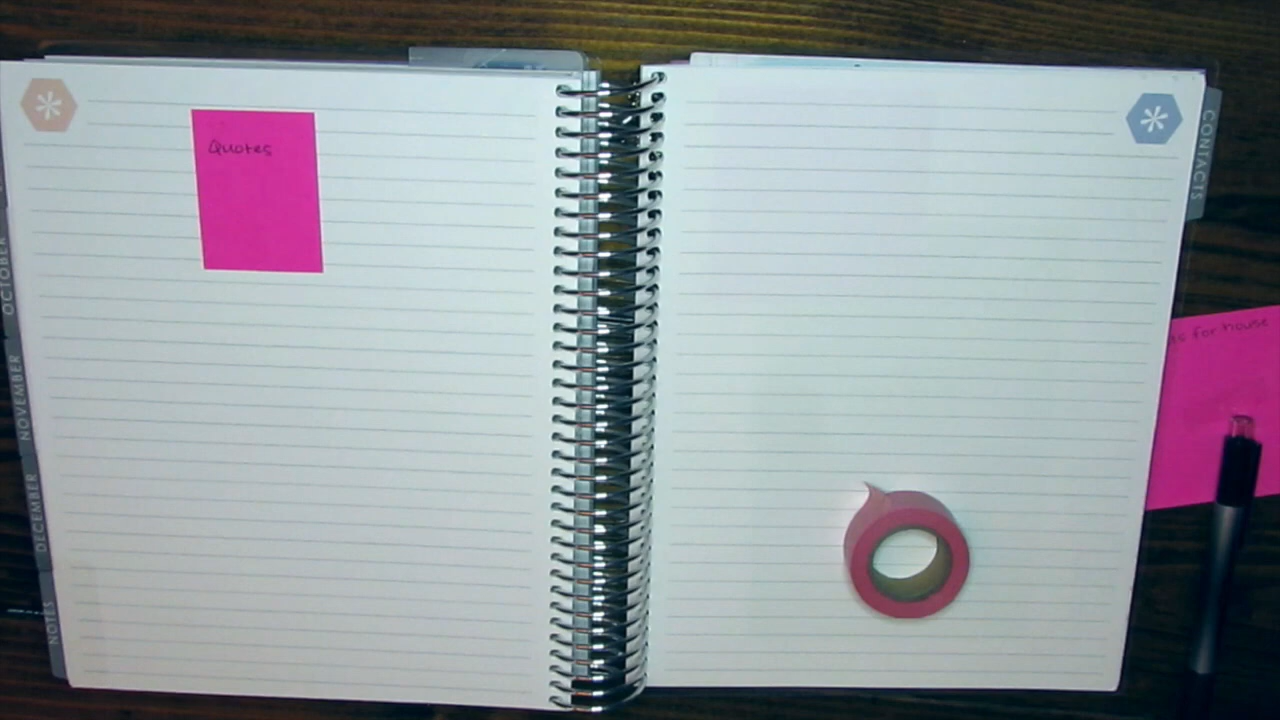 Quotes
CONTACTS
for house
OCTOBER
NOVEMBER
DECEMBER
NOTES